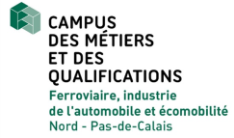 CAMPUS
DES MÉTIERS
ET DES
QUALIFICATIONS
Ferroviaire, industrie
de l'automobile et écomobilité
Nord - Pas-de-Calais